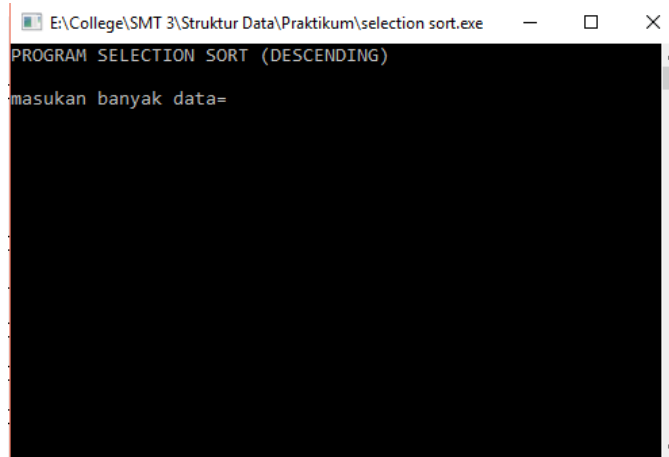 E:\College\SMT 3\Struktur Data\Praktikum\selection sort.exe
PROGRAM SELECTION SORT (DESCENDING)
masukan banyak data=